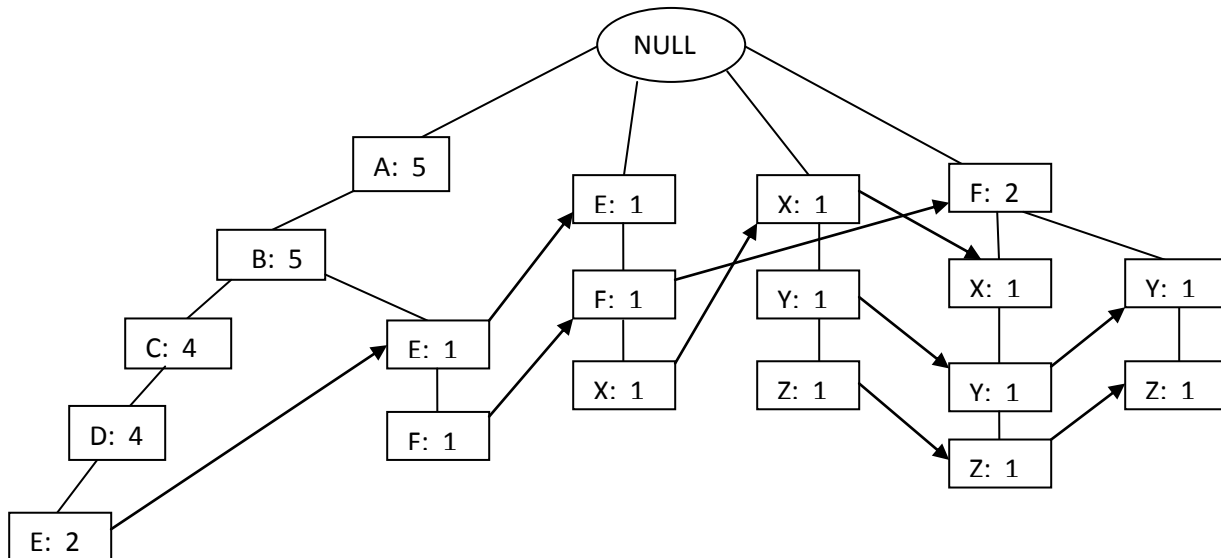 NULL
A: 5
E: 1
X: 1
F: 2
B: 5
F: 1
Y: 1
X: 1
Y: 1
C: 4
E: 1
X: 1
Z: 1
Y: 1
Z: 1
D: 4
F: 1
Z: 1
E: 2